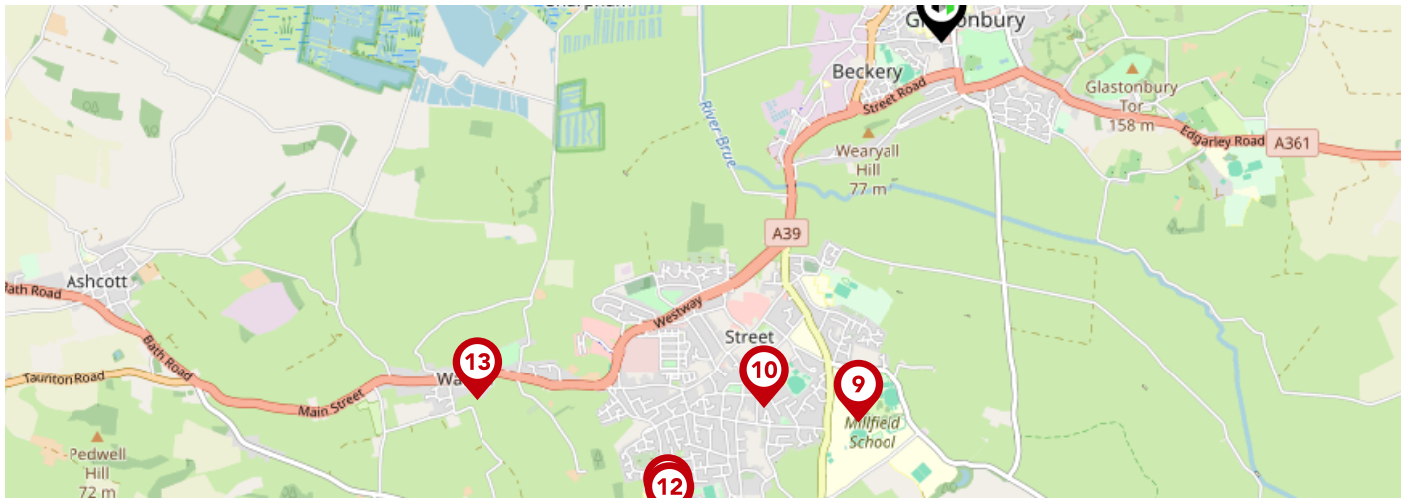 Glastonbury
Beckery
Street Road
Glastonbury
Tor
158 m
Edgarley Road
A361
River Brue
Wearyall
Hill
77 m
A39
Ashcott
Bath Road
Westway
Street
Bath Road
13
10
9
Taunton Road
Main Street
Millfield
School
Pedwell
Hill
72 m
12